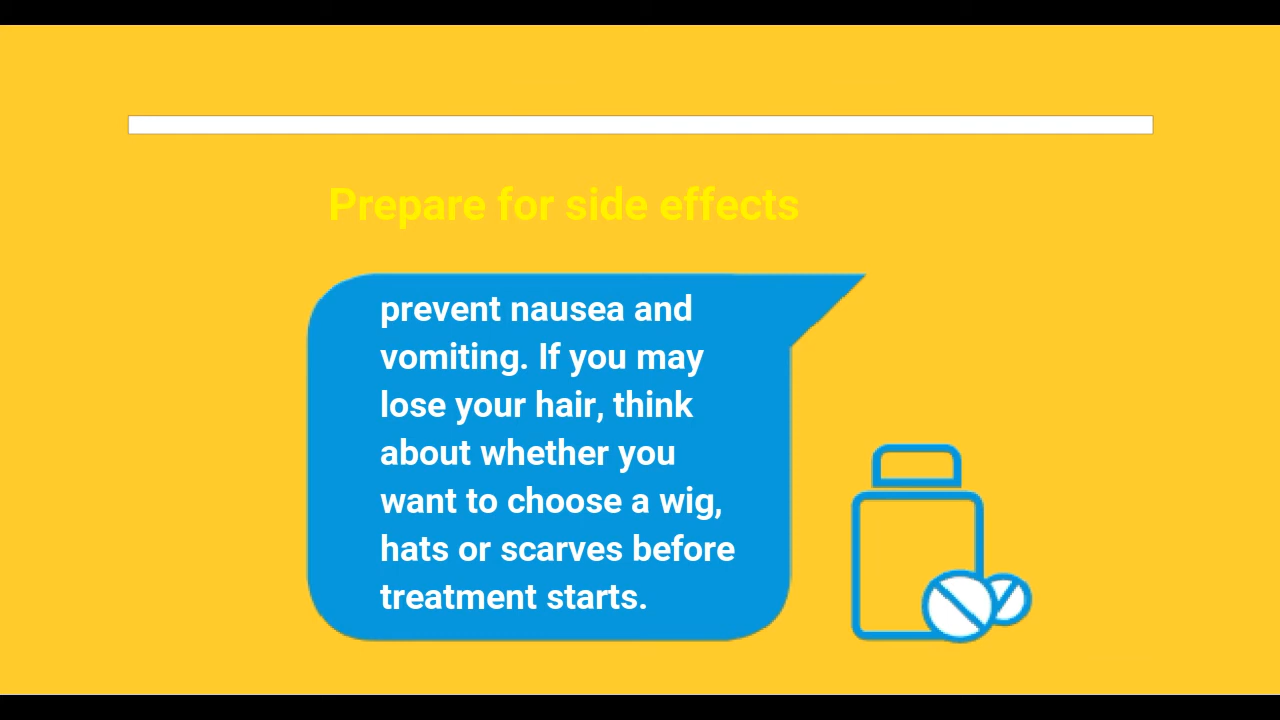 Prepare for side effects
prevent nausea and
vomiting. If you may
lose your hair, think
about whether you
want to choose a wig,
hats or scarves before
treatment starts.